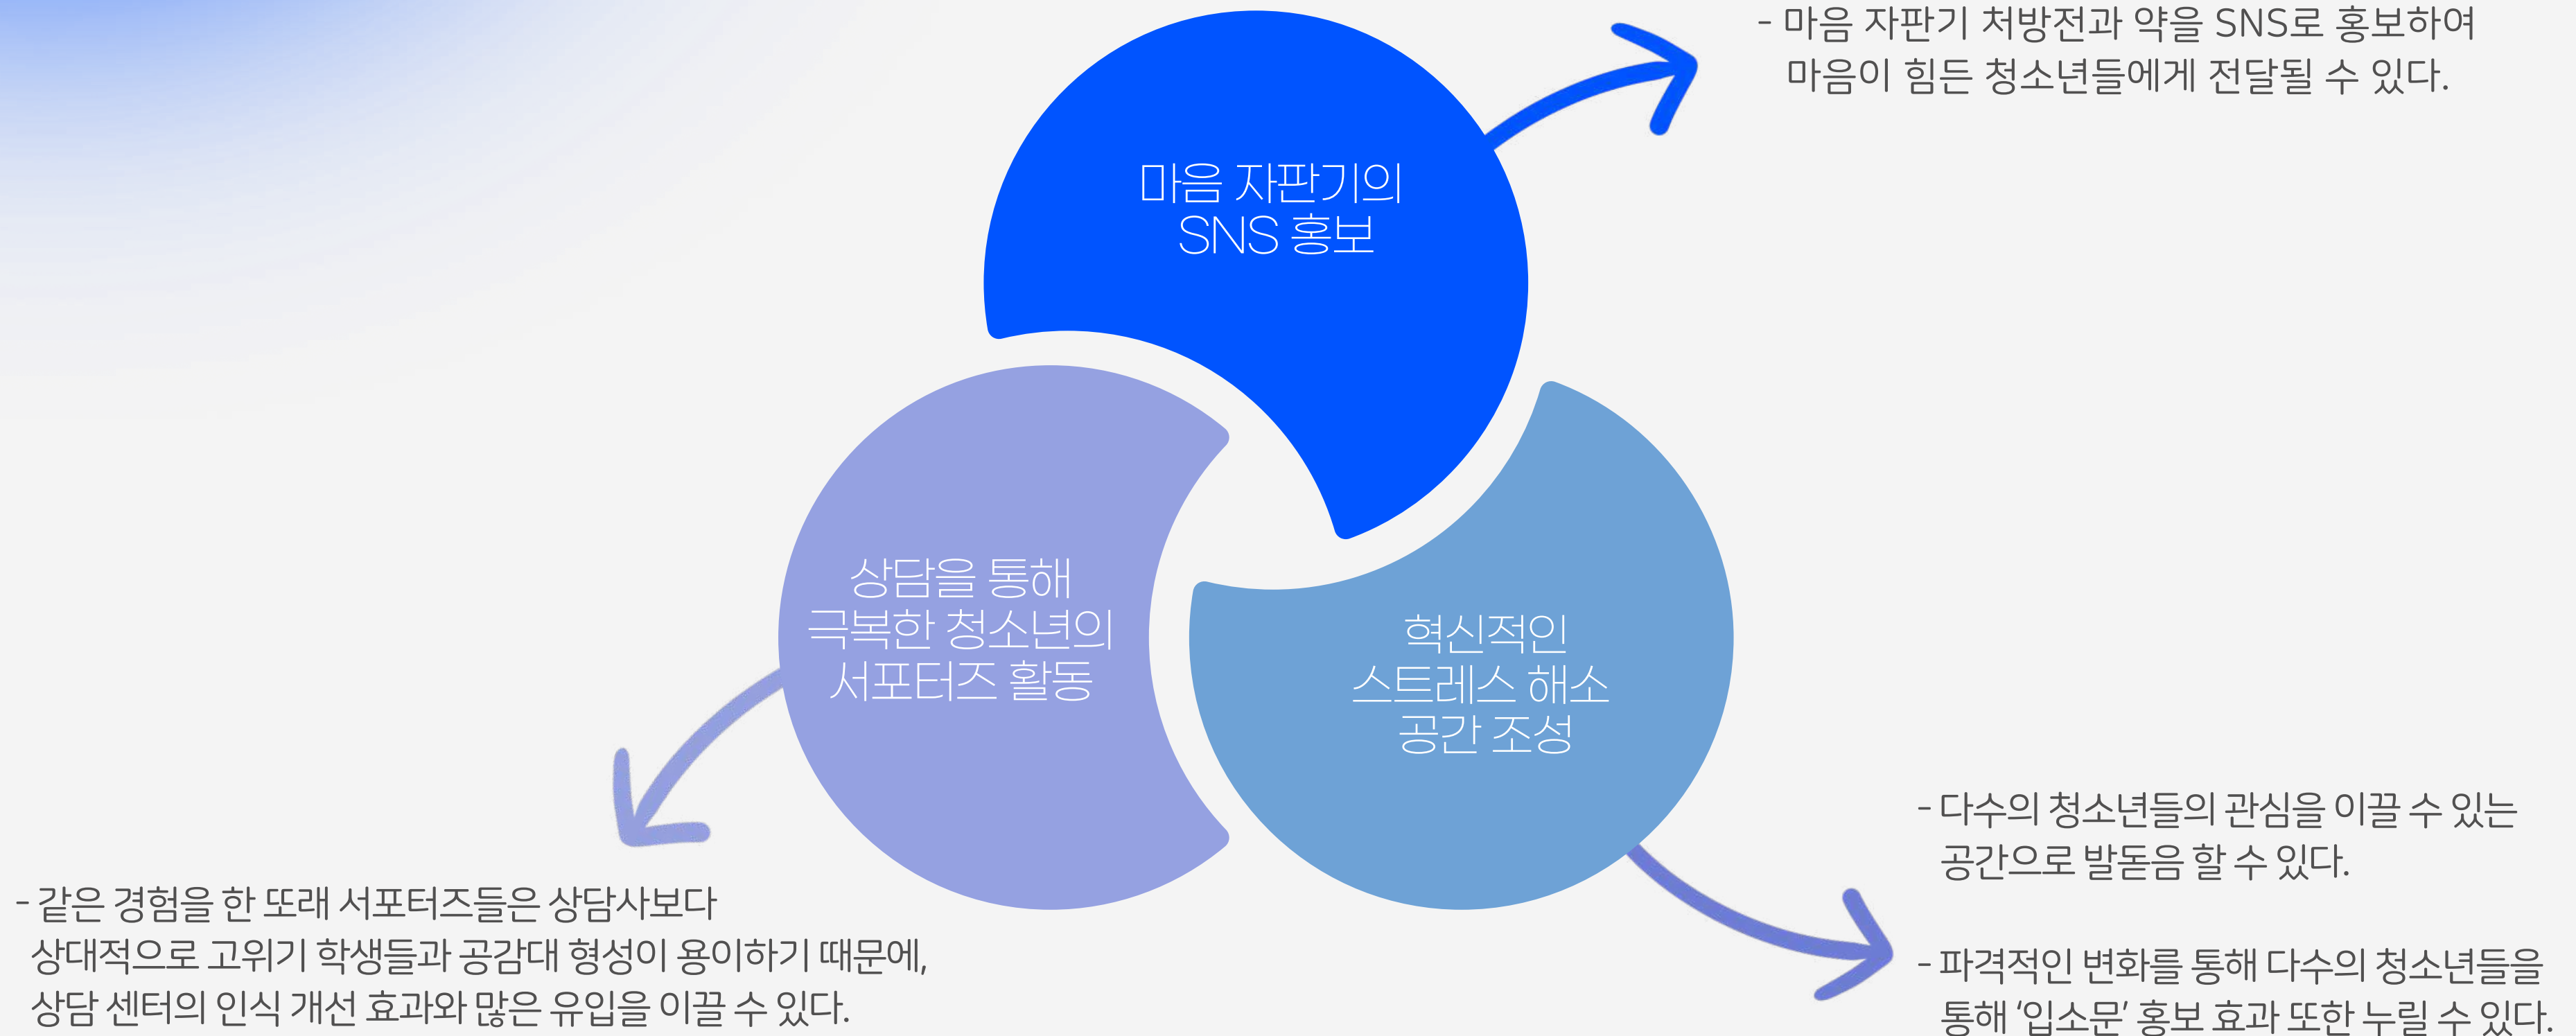 - 마음 자판기 처방전과 약을 SNS로 홍보하여
마음이 힘든 청소년들에게 전달될 수 있다.
마음 자판기의
SNS 홍보
상담을 통해
극복한 청소년의
서포터즈 활동
혁신적인
스트레스 해소
공간 조성
- 다수의 청소년들의 관심을 이끌 수 있는
공간으로 발돋음 할 수 있다.
- 파격적인 변화를 통해 다수의 청소년들을
통해 ‘입소문’ 홍보 효과 또한 누릴 수 있다.
- 같은 경험을 한 또래 서포터즈들은 상담사보다
상대적으로 고위기 학생들과 공감대 형성이 용이하기 때문에,
상담 센터의 인식 개선 효과와 많은 유입을 이끌 수 있다.